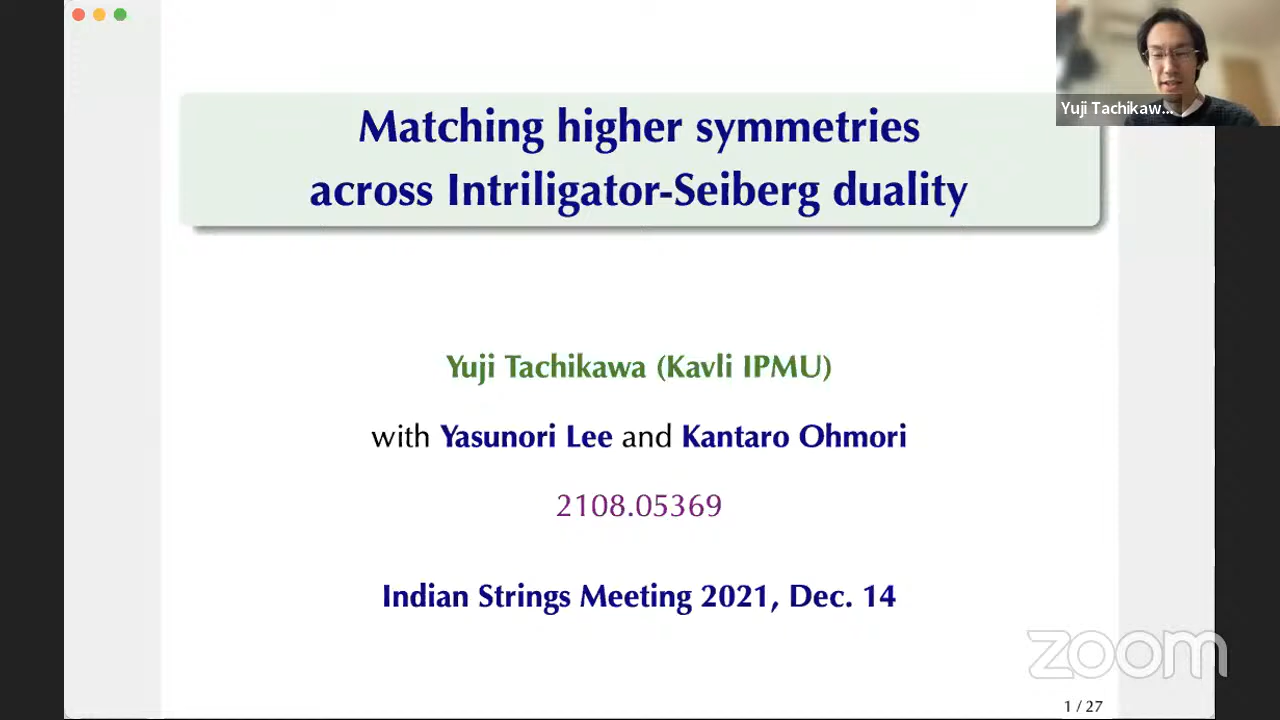 Matching higher symmetries
across Intriligator-Seiberg duality
Yuji Tachikaw...
Yuji Tachikawa (Kavli IPMU)
with Yasunori Lee and Kantaro Ohmori
2108.05369
Indian Strings Meeting 2021, Dec. 14
zoom
1 / 27